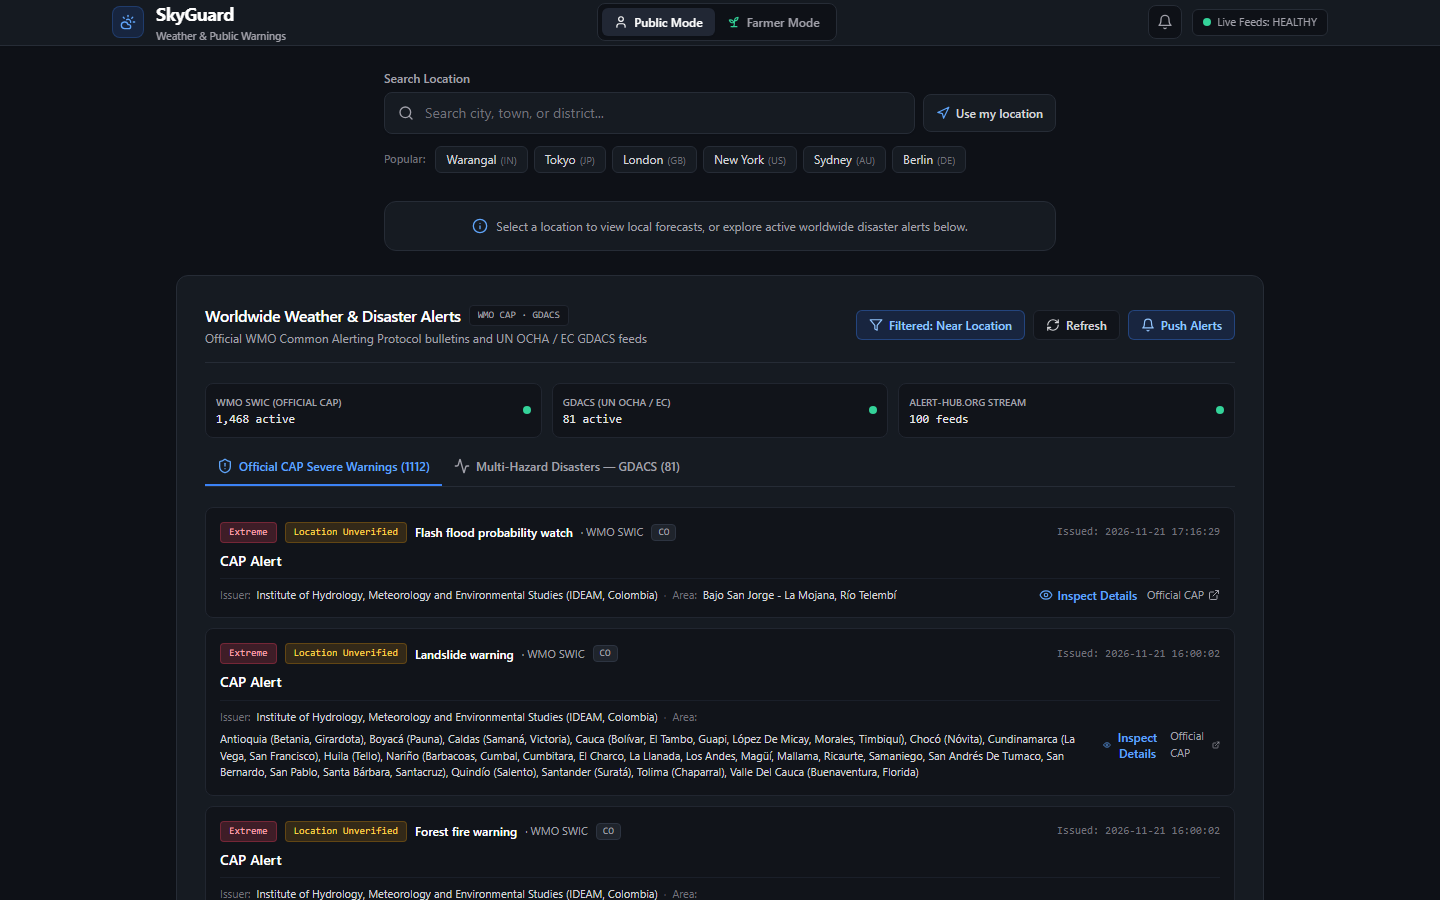 SkyGuard
Weather & Public Warnings
Public Mode
Farmer Mode
Live Feeds: HEALTHY
Search Location
Search city, town, or district...
Use my location
Popular:
Warangal (IN)
Tokyo (JP)
London (GB)
New York (US)
Sydney (AU)
Berlin (DE)
Select a location to view local forecasts, or explore active worldwide disaster alerts below.
Worldwide Weather & Disaster Alerts
WMO CAP · GDACS
Official WMO Common Alerting Protocol bulletins and UN OCHA / EC GDACS feeds
Filtered: Near Location
Refresh
Push Alerts
WMO SWIC (OFFICIAL CAP)
1,468 active
GDACS (UN OCHA / EC)
81 active
ALERT-HUB.ORG STREAM
100 feeds
Official CAP Severe Warnings (1112)
Multi-Hazard Disasters — GDACS (81)
Extreme Location Unverified Flash flood probability watch · WMO SWIC CO Issued: 2026-11-21 17:16:29
CAP Alert
Issuer: Institute of Hydrology, Meteorology and Environmental Studies (IDEAM, Colombia) · Area: Bajo San Jorge - La Mojana, Río Telembí
Inspect Details
Official CAP
Extreme Location Unverified Landslide warning · WMO SWIC CO Issued: 2026-11-21 16:00:02
CAP Alert
Issuer: Institute of Hydrology, Meteorology and Environmental Studies (IDEAM, Colombia) · Area:
Antioquia (Betania, Girardota), Boyacá (Pauna), Caldas (Samaná, Victoria), Cauca (Bolívar, El Tambo, Guapi, López De Micay, Morales, Timbiquí), Chocó (Nóvita), Cundinamarca (La
Vega, San Francisco), Huila (Tello), Nariño (Barbacoas, Cumbal, Cumbitara, El Charco, La Llanada, Los Andes, Magüí, Mallama, Ricaurte, Samaniego, San Andrés De Tumaco, San
Bernardo, San Pablo, Santa Bárbara, Santacruz), Quindío (Salento), Santander (Suratá), Tolima (Chaparral), Valle Del Cauca (Buenaventura, Florida)
Inspect
Details
Official
CAP
Extreme Location Unverified Forest fire warning · WMO SWIC CO Issued: 2026-11-21 16:00:02
CAP Alert
Issuer: Institute of Hydrology, Meteorology and Environmental Studies (IDEAM, Colombia) · Area: